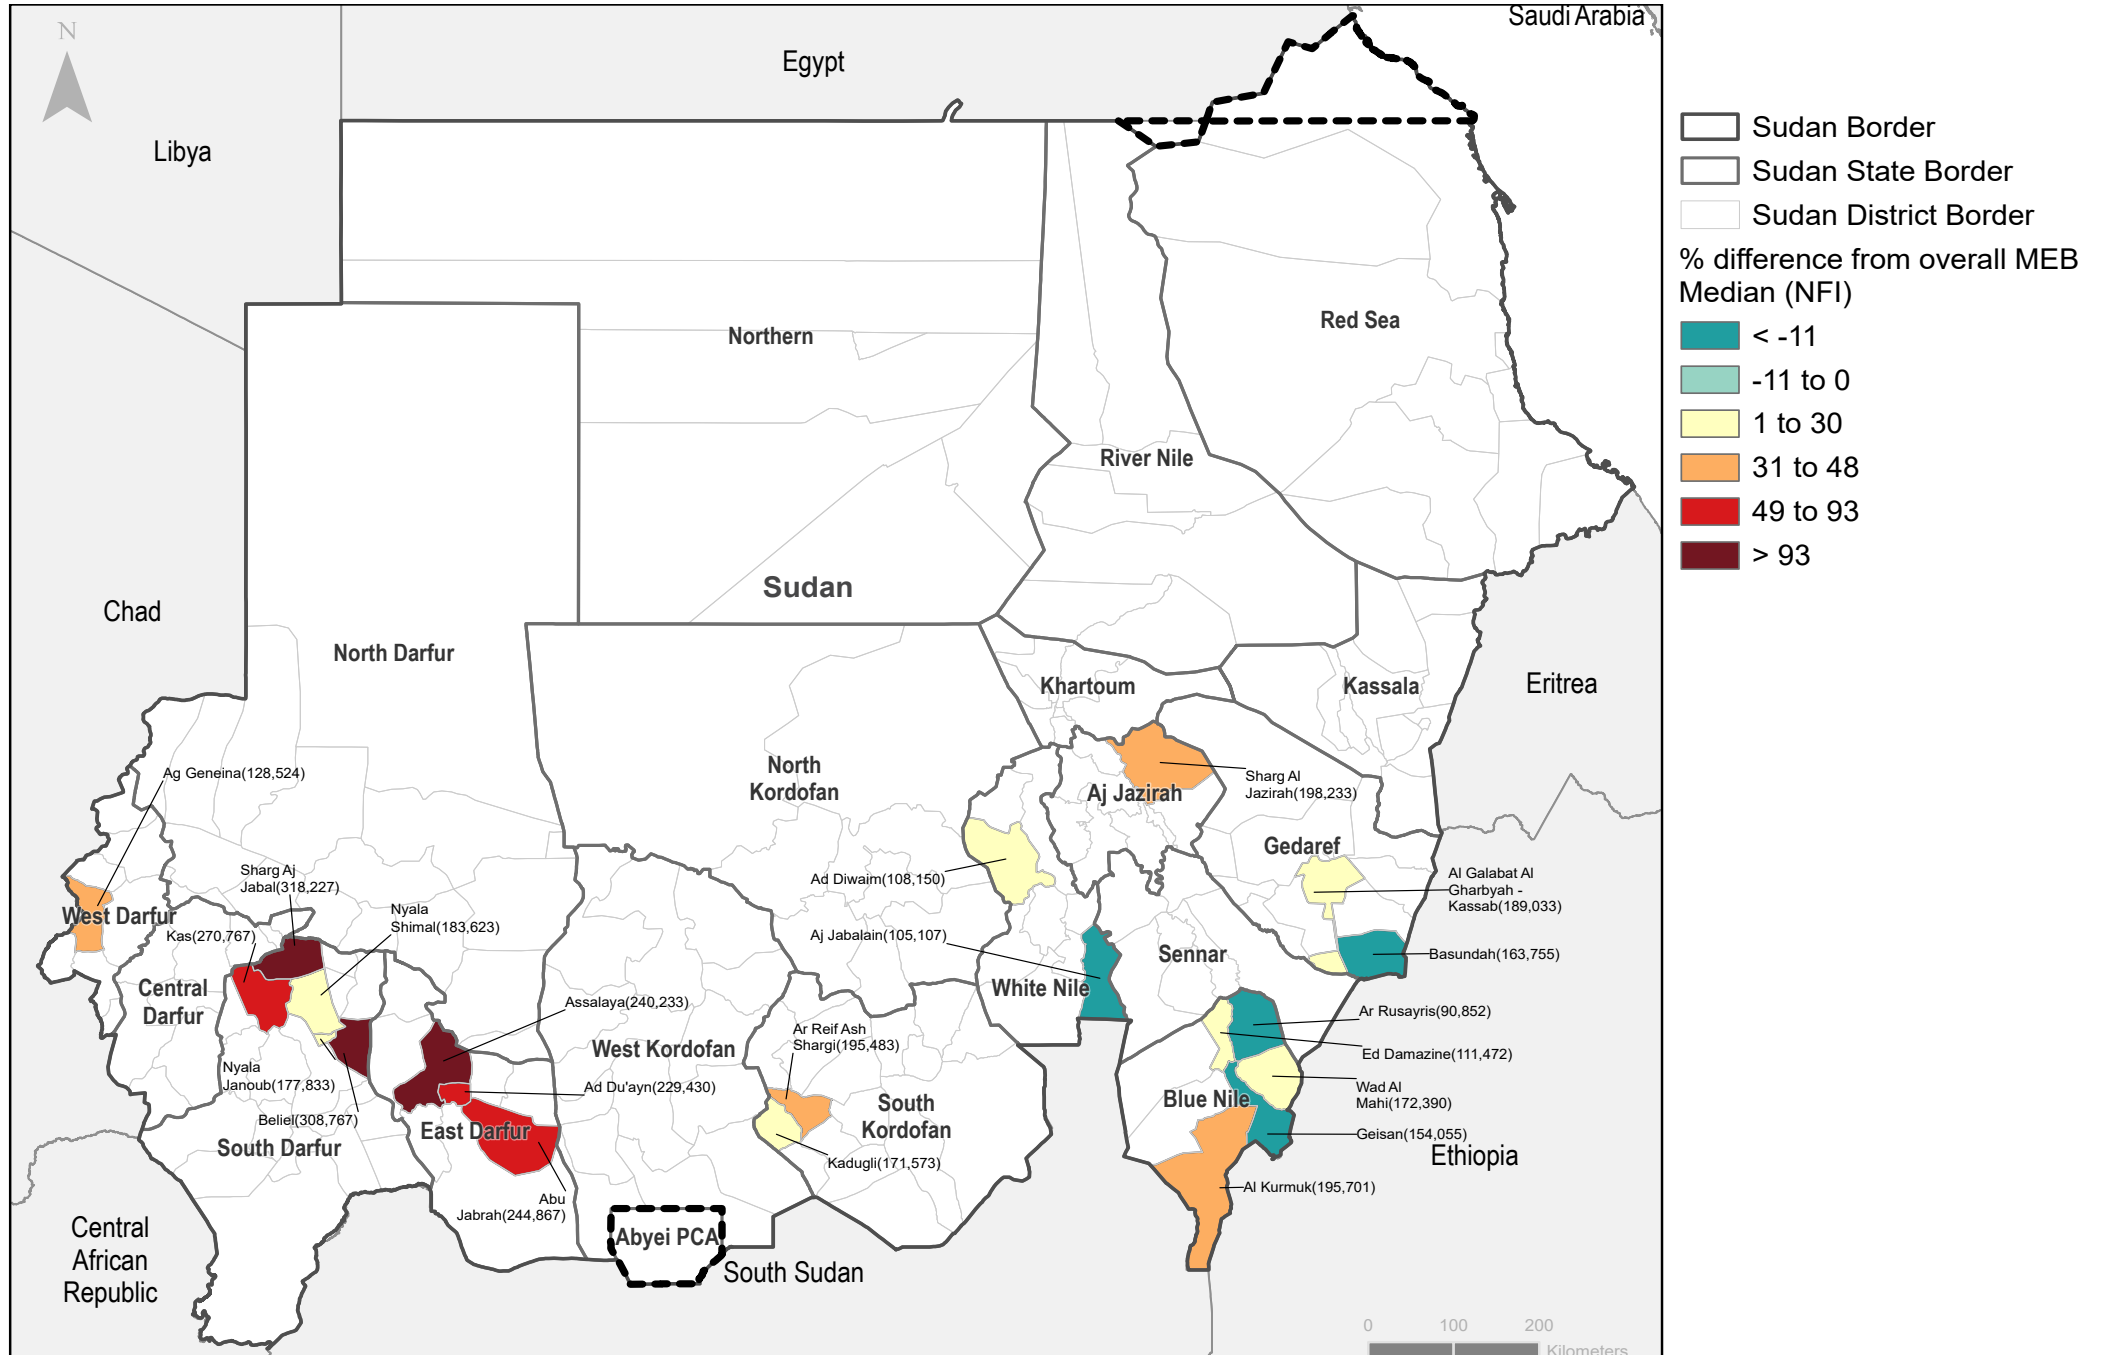 N
Saudi Arabia
Egypt
Libya
Northern
Red Sea
River Nile
Sudan
Chad
North Darfur
Khartoum
Kassala
Eritrea
North
Kordofan
Ag Geneina(128,524)
Aj Jazirah
Sharg Al
Jazirah(198,233)
Gedaref
Sharg Aj
Jabal(318,227)
Ad Diwaim(108,150)
Al Galabat Al
Gharbyah -
Kassab(189,033)
West Darfur
Nyala
Shimal(183,623)
Kas(270,767)
Aj Jabalain(105,107)
Sennar
Basundah(163,755)
Central
Darfur
White Nile
Assalaya(240,233)
Ar Rusayris(90,852)
Ar Reif Ash
Shargi(195,483)
West Kordofan
Ed Damazine(111,472)
Nyala
Janoub(177,833)
Ad Du'ayn(229,430)
Wad Al
Mahi(172,390)
Blue Nile
South
Kordofan
Beliel(308,767)
East Darfur
South Darfur
Geisan(154,055)
Ethiopia
Kadugli(171,573)
Al Kurmuk(195,701)
Abu
Jabrah(244,867)
Central
African
Republic
Abyei PCA
South Sudan
0 100 200
Kilometers
Sudan Border
Sudan State Border
Sudan District Border
% difference from overall MEB
Median (NFI)
< -11
-11 to 0
1 to 30
31 to 48
49 to 93
> 93